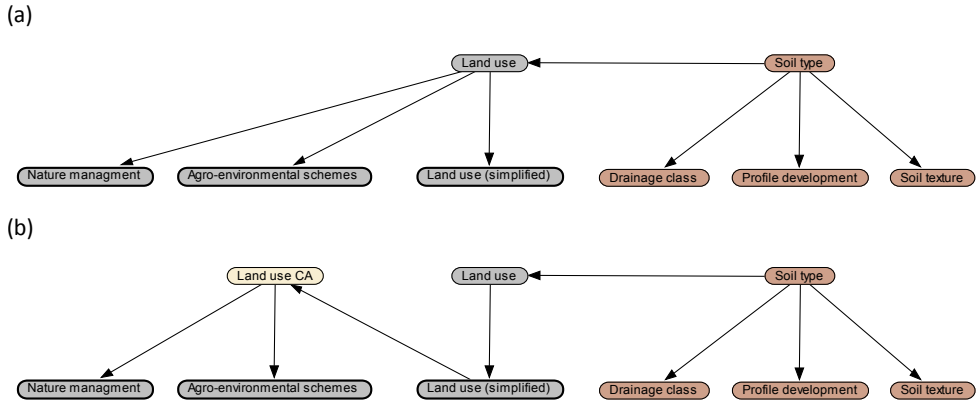 (a)
Land use
Soil type
Nature managment
Agro-environmental schemes
Land use (simplified)
Drainage class
Profile development
Soil texture
(b)
Land use CA
Land use
Soil type
Nature managment
Agro-environmental schemes
Land use (simplified)
Drainage class
Profile development
Soil texture